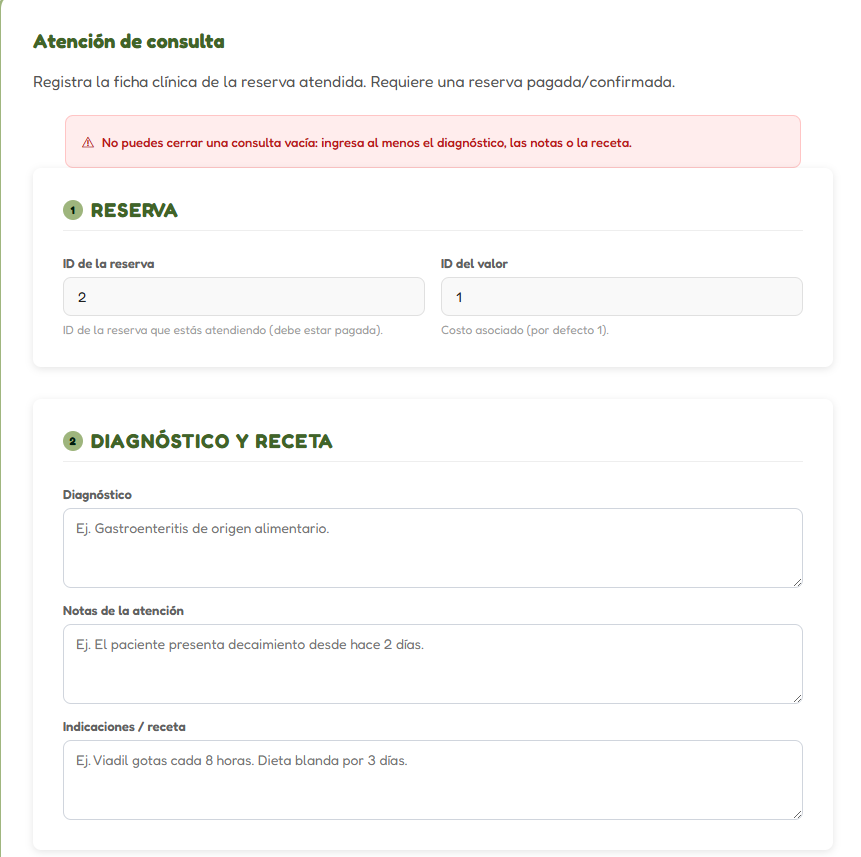 Atención de consulta
Registra la ficha clínica de la reserva atendida. Requiere una reserva pagada/confirmada.
⚠ No puedes cerrar una consulta vacía: ingresa al menos el diagnóstico, las notas o la receta.
1 RESERVA
ID de la reserva
2
ID de la reserva que estás atendiendo (debe estar pagada).
ID del valor
1
Costo asociado (por defecto 1).
2 DIAGNÓSTICO Y RECETA
Diagnóstico
Ej. Gastroenteritis de origen alimentario.
Notas de la atención
Ej. El paciente presenta decaimiento desde hace 2 días.
Indicaciones / receta
Ej. Viadil gotas cada 8 horas. Dieta blanda por 3 días.